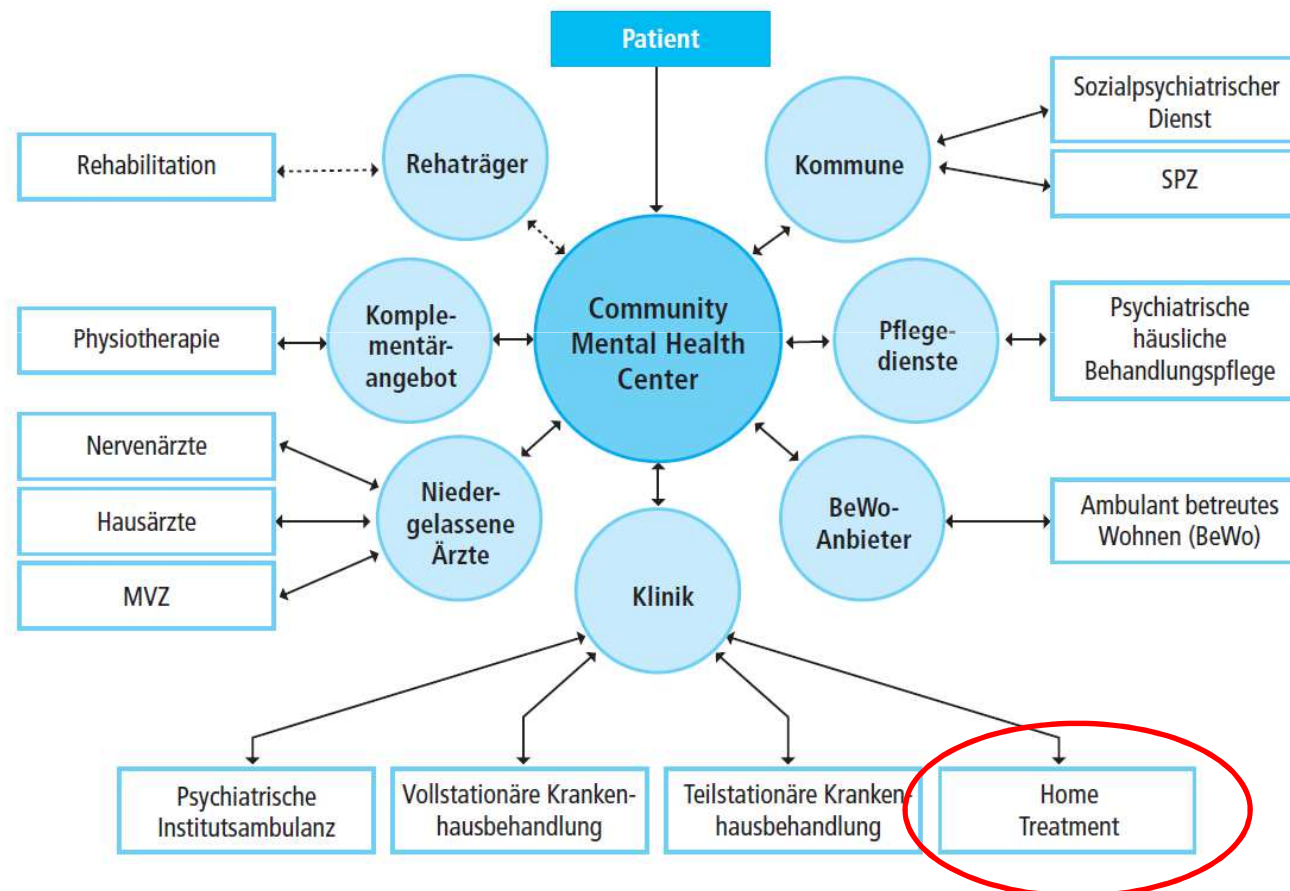 Patient
Rehabilitation
Rehaträger
Kommune
Sozialpsychiatrischer
Dienst
SPZ
Physiotherapie
Komple-
mentär-
angebot
Community
Mental Health
Center
Pflege-
dienste
Psychiatrische
häusliche
Behandlungspflege
Nervenärzte
Hausärzte
MVZ
Nieder-
gelassene
Ärzte
Klinik
BeWo-
Anbieter
Ambulant betreutes
Wohnen (BeWo)
Psychiatrische
Institutsambulanz
Vollstationäre Kranken-
hausbehandlung
Teilstationäre Kranken-
hausbehandlung
Home
Treatment